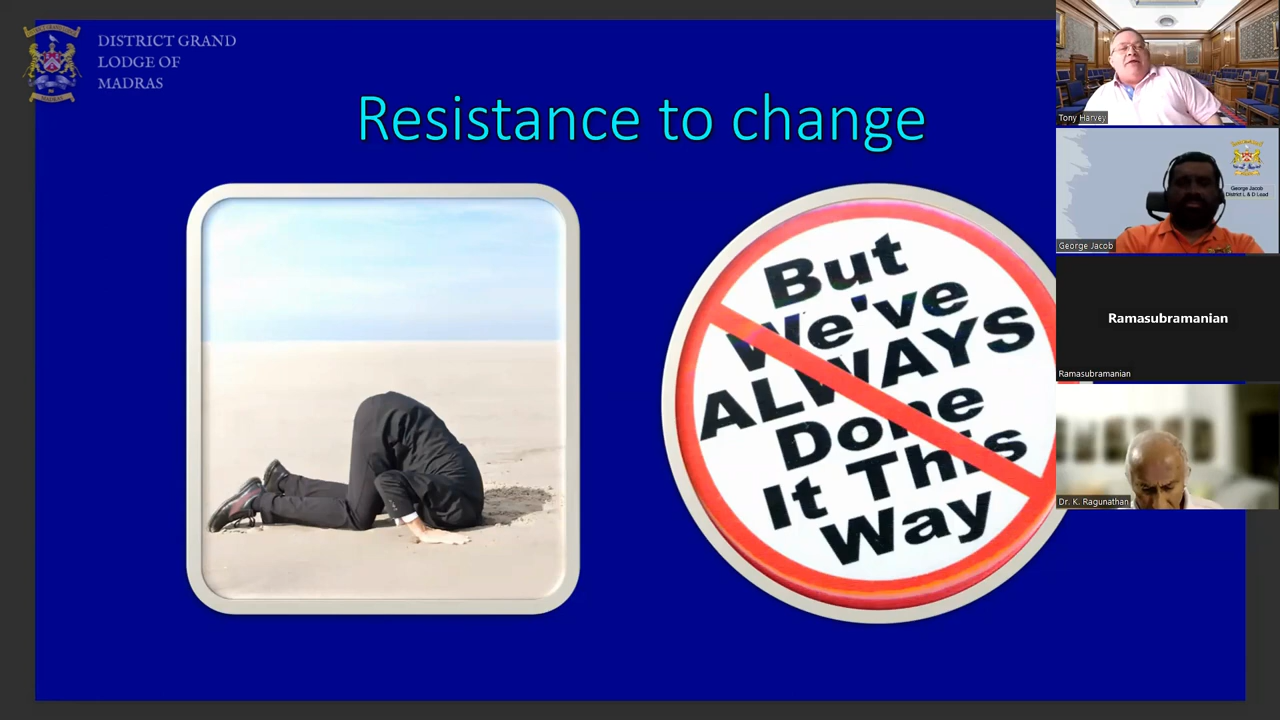 DISTRICT GRAND
LODGE OF
MADRAS
Resistance to change
But
We've
ALWAYS
Done
It This
Way
Tony Harvey
George Jacob
District L & D Lead
George Jacob
Ramasubramanian
Ramasubramanian
Dr. K. Ragunathan